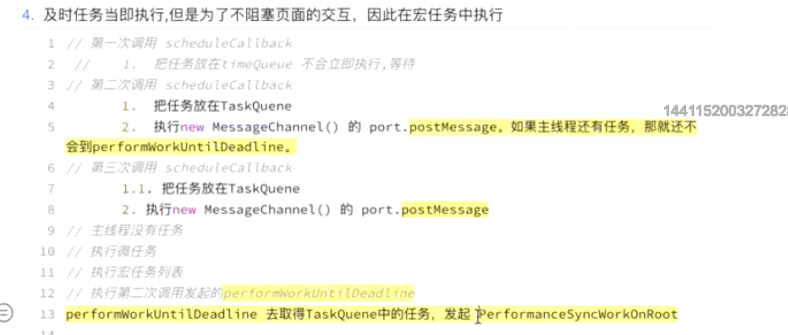 4. 及时任务当即执行,但是为了不阻塞页面的交互，因此在宏任务中执行
1 // 第一次调用 scheduleCallback
2 // 1. 把任务放在timeQueue 不会立即执行,等待
3 // 第二次调用 scheduleCallback
4 1. 把任务放在TaskQuene
1441152003272828
5 2. 执行new MessageChannel() 的 port.postMessage。如果主线程还有任务，那就还不
会到performWorkUntilDeadline。
6 // 第三次调用 scheduleCallback
7 1.1. 把任务放在TaskQuene
8 2. 执行new MessageChannel() 的 port.postMessage
9 // 主线程没有任务
10 // 执行微任务
11 // 执行宏任务列表
12 // 执行第二次调用发起的performWorkUntilDeadline
13 performWorkUntilDeadline 去取得TaskQuene中的任务，发起 PerformanceSyncWorkOnRoot